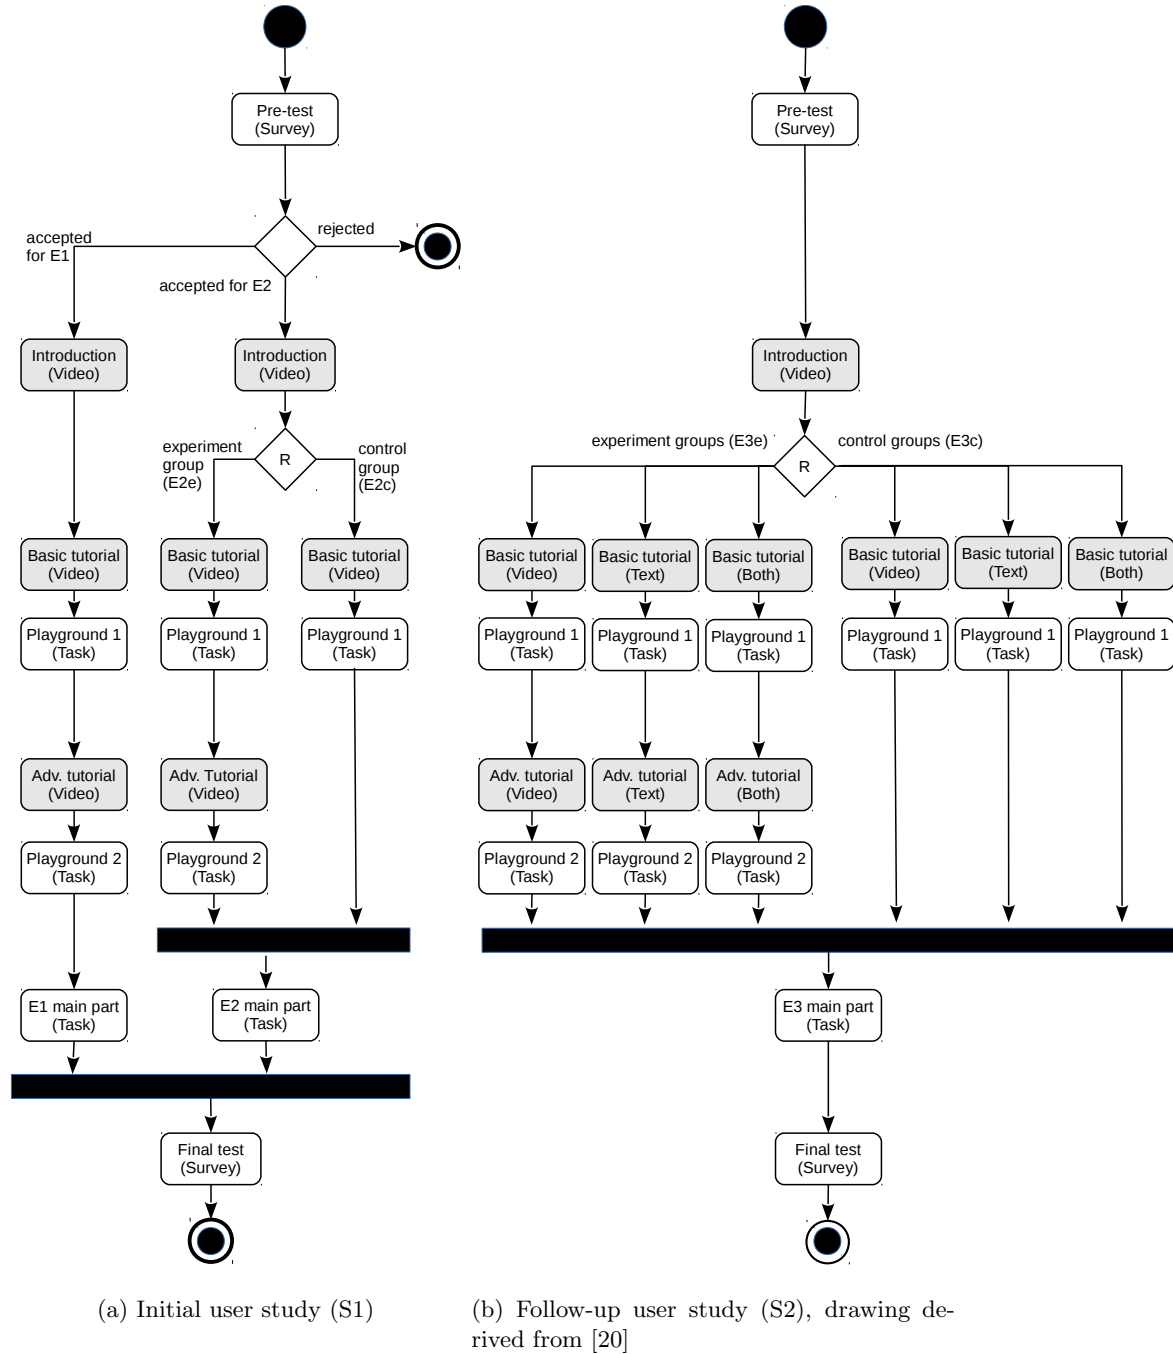 Pre-test
(Survey)
rejected
accepted
for E1
accepted for E2
Introduction
(Video)
Introduction
(Video)
experiment
group
(E2e)
R
control
group
(E2c)
Basic tutorial
(Video)
Basic tutorial
(Video)
Basic tutorial
(Video)
Playground 1
(Task)
Playground 1
(Task)
Playground 1
(Task)
Adv. tutorial
(Video)
Adv. Tutorial
(Video)
Playground 2
(Task)
Playground 2
(Task)
E1 main part
(Task)
E2 main part
(Task)
Final test
(Survey)
(a) Initial user study (S1)
Pre-test
(Survey)
Introduction
(Video)
experiment groups (E3e)
R
control groups (E3c)
Basic tutorial
(Video)
Basic tutorial
(Text)
Basic tutorial
(Both)
Basic tutorial
(Video)
Basic tutorial
(Text)
Basic tutorial
(Both)
Playground 1
(Task)
Playground 1
(Task)
Playground 1
(Task)
Playground 1
(Task)
Playground 1
(Task)
Playground 1
(Task)
Adv. tutorial
(Video)
Adv. tutorial
(Text)
Adv. tutorial
(Both)
Playground 2
(Task)
Playground 2
(Task)
Playground 2
(Task)
E3 main part
(Task)
Final test
(Survey)
(b) Follow-up user study (S2), drawing de-
rived from [20]